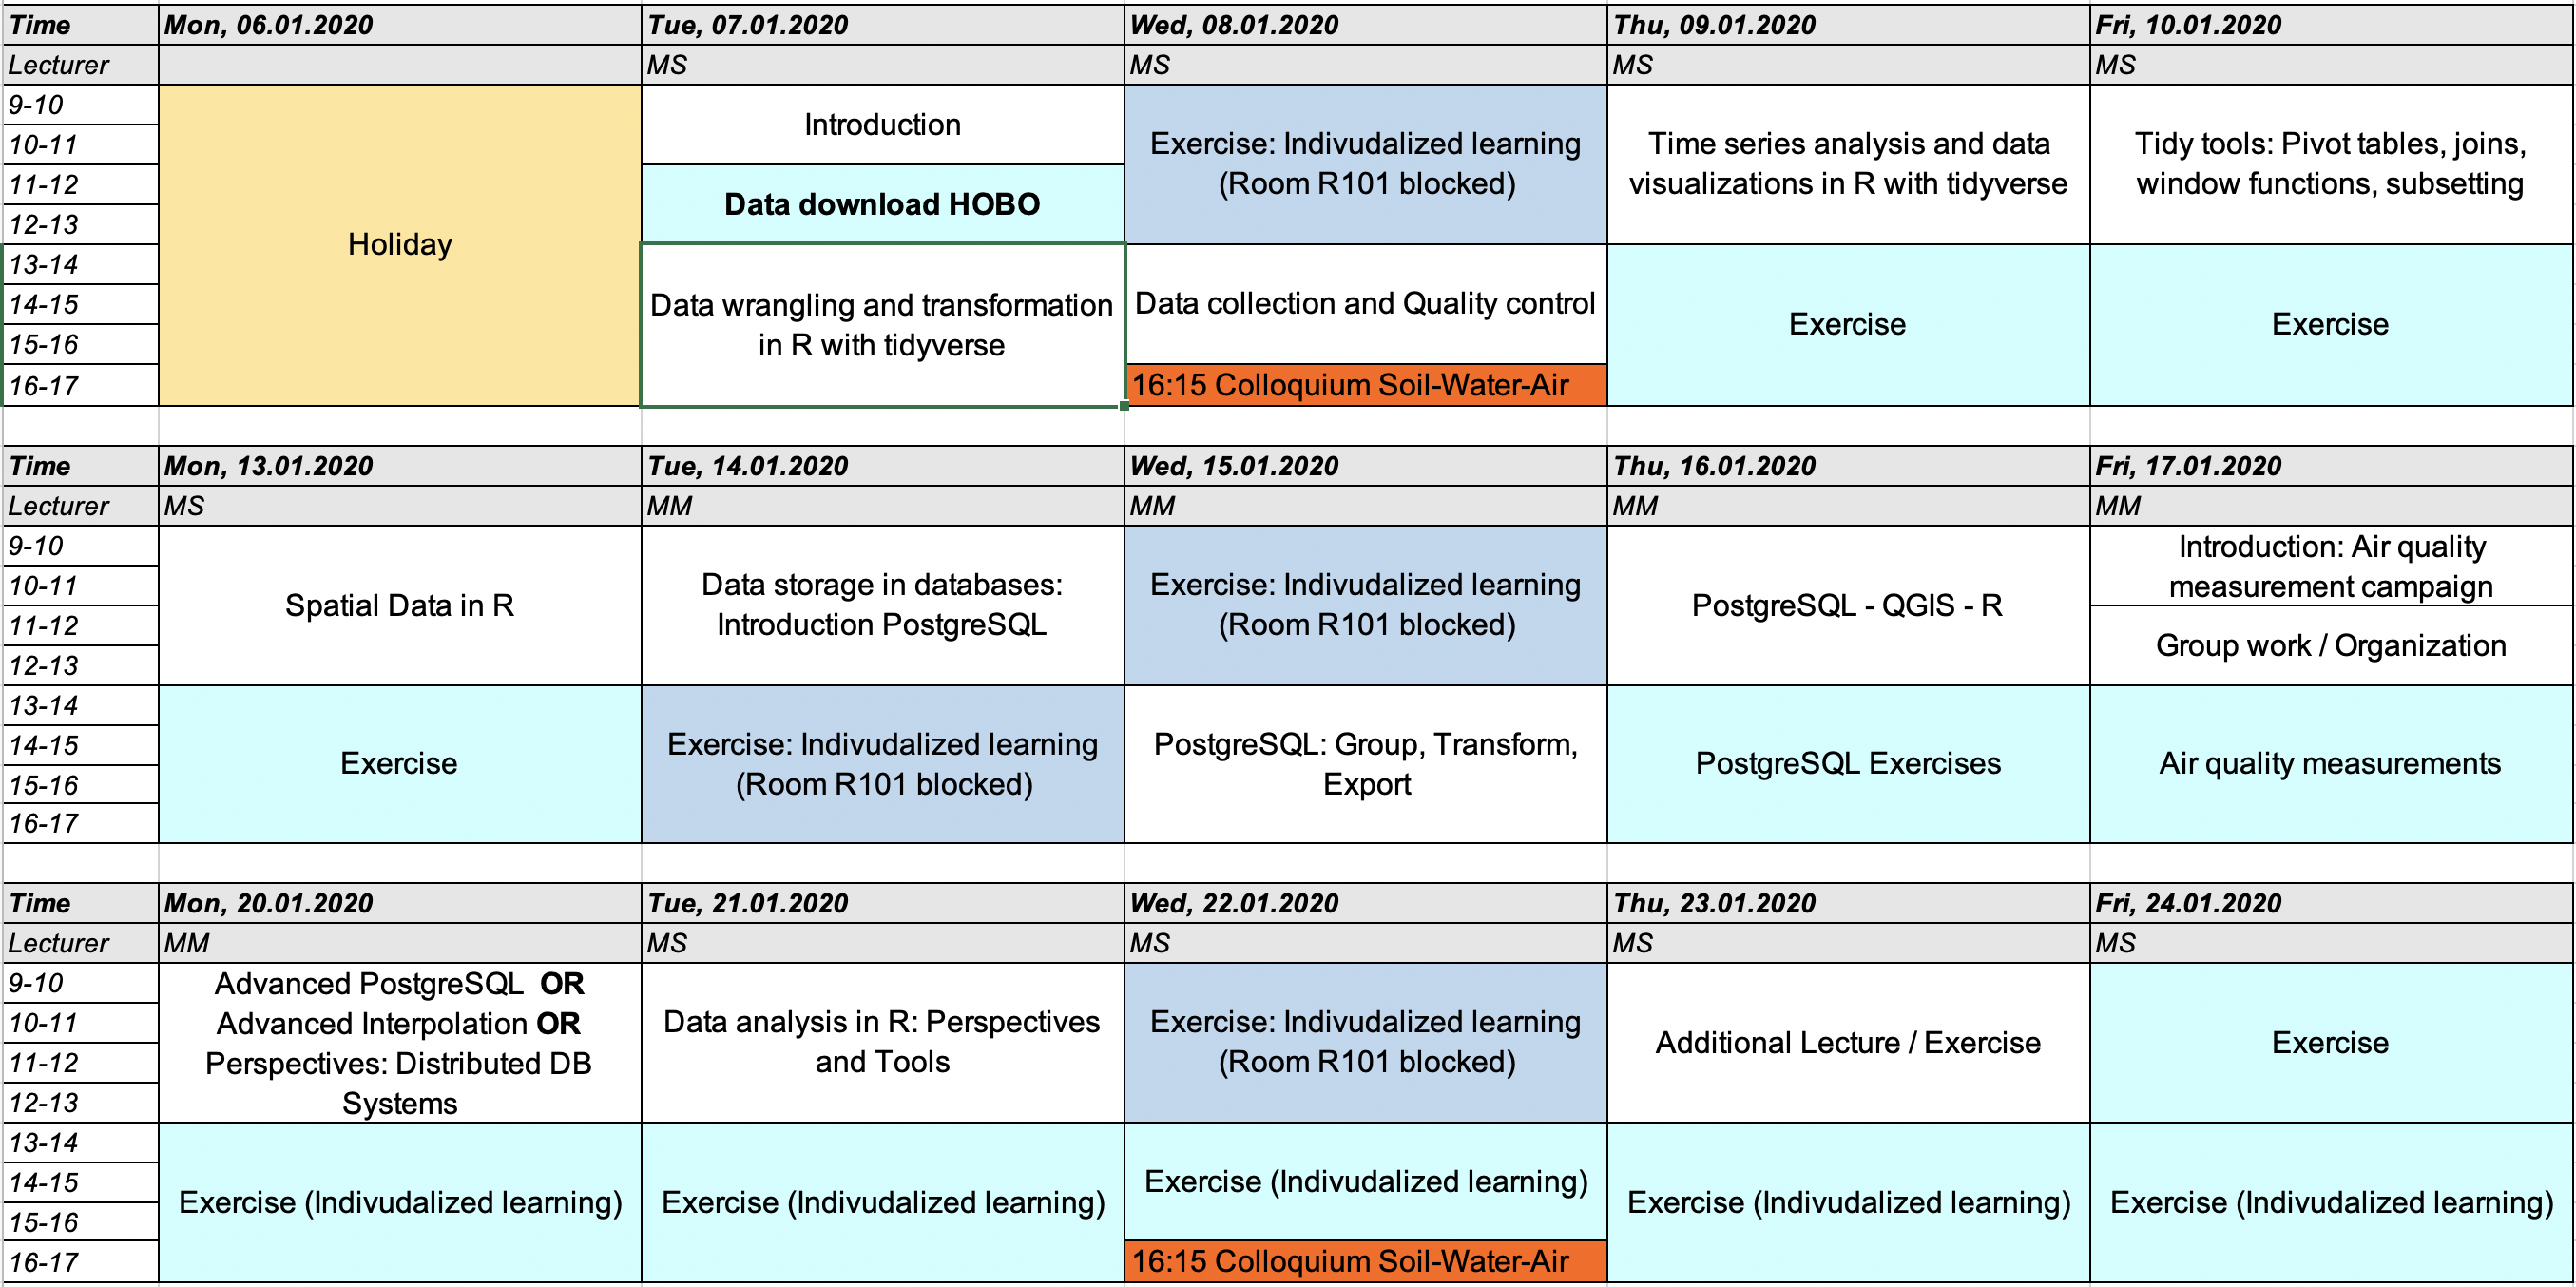 Time Mon, 06.01.2020 Tue, 07.01.2020 Wed, 08.01.2020 Thu, 09.01.2020 Fri, 10.01.2020
Lecturer MS MS MS MS
9-10
10-11
11-12
12-13
13-14
14-15
15-16
16-17
Holiday
Introduction
Data download HOBO
Data wrangling and transformation
in R with tidyverse
Exercise: Indivudalized learning
(Room R101 blocked)
Data collection and Quality control
16:15 Colloquium Soil-Water-Air
Time series analysis and data
visualizations in R with tidyverse
Exercise
Tidy tools: Pivot tables, joins,
window functions, subsetting
Exercise
Time Mon, 13.01.2020 Tue, 14.01.2020 Wed, 15.01.2020 Thu, 16.01.2020 Fri, 17.01.2020
Lecturer MS MM MM MM MM
9-10
10-11
11-12
12-13
13-14
14-15
15-16
16-17
Spatial Data in R
Exercise
Data storage in databases:
Introduction PostgreSQL
Exercise: Indivudalized learning
(Room R101 blocked)
Exercise: Indivudalized learning
(Room R101 blocked)
PostgreSQL: Group, Transform,
Export
PostgreSQL - QGIS - R
PostgreSQL Exercises
Introduction: Air quality
measurement campaign
Group work / Organization
Air quality measurements
Time Mon, 20.01.2020 Tue, 21.01.2020 Wed, 22.01.2020 Thu, 23.01.2020 Fri, 24.01.2020
Lecturer MM MS MS MS MS
9-10
10-11
11-12
12-13
13-14
14-15
15-16
16-17
Advanced PostgreSQL OR
Advanced Interpolation OR
Perspectives: Distributed DB
Systems
Exercise (Indivudalized learning)
Data analysis in R: Perspectives
and Tools
Exercise (Indivudalized learning)
Exercise: Indivudalized learning
(Room R101 blocked)
Exercise (Indivudalized learning)
16:15 Colloquium Soil-Water-Air
Additional Lecture / Exercise
Exercise (Indivudalized learning)
Exercise
Exercise (Indivudalized learning)